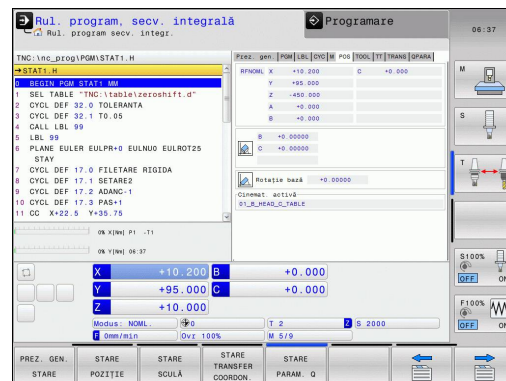 Rul. program, secv. integrală
Rul. program secv. integr.
Programare
06:37
TNC:\nc_prog\PGM\STAT1.H
→STAT1.H
0 BEGIN PGM STAT1 MM
1 SEL TABLE "TNC:\table\zeroshift.d"
2 CYCL DEF 32.0 TOLERANTA
3 CYCL DEF 32.1 T0.05
4 CALL LBL 99
5 LBL 99
6 PLANE EULER EULPR+0 EULNU0 EULROT25
STAY
7 CYCL DEF 17.0 FILETARE RIGIDA
8 CYCL DEF 17.1 SETARE2
9 CYCL DEF 17.2 ADANC-1
10 CYCL DEF 17.3 PAS+1
11 CC X+22.5 Y+35.75
0% X[Nm] P1 -T1
0% Y[Nm] 06:37
Prez. gen. PGM LBL CYC M POS TOOL TT TRANS QPARA
RFNOML X +10.200 C +0.000
Y +95.000
Z -450.000
A +0.000
B +0.000
B +0.00000
C +0.00000
Rotaţie bază +0.00000
Cinemat. activă
01_B_HEAD_C_TABLE
X +10.200 B +0.000
Y +95.000 C +0.000
Z +10.000
Modus: NOML. 0 T 2 Z S 2000
F 0mm/min Ovr 100% M 5/9
M
S
T
S100%
OFF ON
F100%
OFF ON
PREZ. GEN.
STARE
STARE
POZIŢIE
STARE
SCULĂ
STARE
TRANSFER
COORDON.
STARE
PARAM. Q